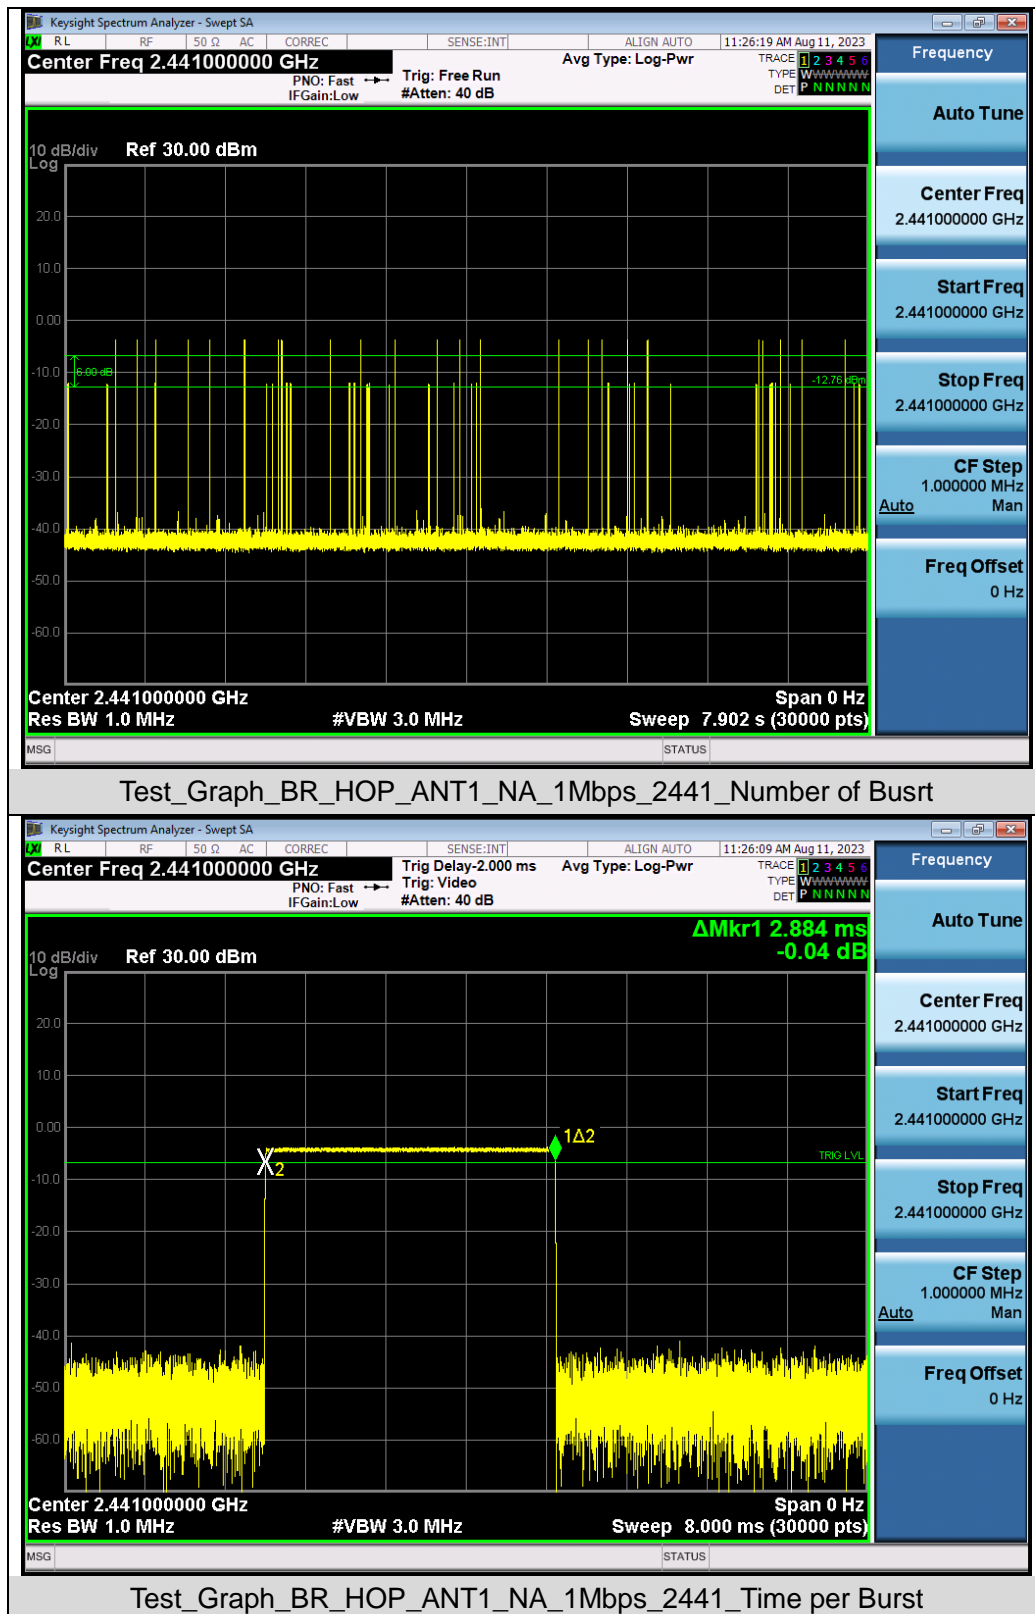 Keysight Spectrum Analyzer - Swept SA
LXI RL RF 50 Ω AC CORREC SENSE:INT ALIGN AUTO 11:26:19 AM Aug 11, 2023
Center Freq 2.441000000 GHz
PNO: Fast
IFGain:Low
Trig: Free Run
#Atten: 40 dB
Avg Type: Log-Pwr
TRACE 1 2 3 4 5 6
TYPE W W W W W W
DET P N N N N N
10 dB/div
Log
Ref 30.00 dBm
20.0
10.0
0.00
-10.0
-20.0
-30.0
-40.0
-50.0
-60.0
6.00 dB
-12.76 dBm
Center 2.441000000 GHz
Span 0 Hz
Res BW 1.0 MHz
#VBW 3.0 MHz
Sweep 7.902 s (30000 pts)
MSG
STATUS
Frequency
Auto Tune
Center Freq
2.441000000 GHz
Start Freq
2.441000000 GHz
Stop Freq
2.441000000 GHz
CF Step
1.000000 MHz
Auto Man
Freq Offset
0 Hz
Test_Graph_BR_HOP_ANT1_NA_1Mbps_2441_Number of Busrt
Keysight Spectrum Analyzer - Swept SA
LXI RL RF 50 Ω AC CORREC SENSE:INT ALIGN AUTO 11:26:09 AM Aug 11, 2023
Center Freq 2.441000000 GHz
PNO: Fast
IFGain:Low
Trig Delay-2.000 ms
Trig: Video
#Atten: 40 dB
Avg Type: Log-Pwr
TRACE 1 2 3 4 5 6
TYPE W W W W W W
DET P N N N N N
ΔMkr1 2.884 ms
-0.04 dB
10 dB/div
Log
Ref 30.00 dBm
20.0
10.0
0.00
-10.0
-20.0
-30.0
-40.0
-50.0
-60.0
1Δ2
2
TRIG LVL
Center 2.441000000 GHz
Span 0 Hz
Res BW 1.0 MHz
#VBW 3.0 MHz
Sweep 8.000 ms (30000 pts)
MSG
STATUS
Frequency
Auto Tune
Center Freq
2.441000000 GHz
Start Freq
2.441000000 GHz
Stop Freq
2.441000000 GHz
CF Step
1.000000 MHz
Auto Man
Freq Offset
0 Hz
Test_Graph_BR_HOP_ANT1_NA_1Mbps_2441_Time per Burst